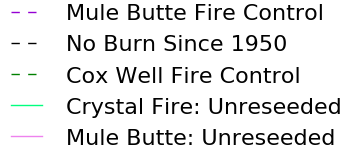 Mule Butte Fire Control
No Burn Since 1950
Cox Well Fire Control
Crystal Fire: Unreseeded
Mule Butte: Unreseeded